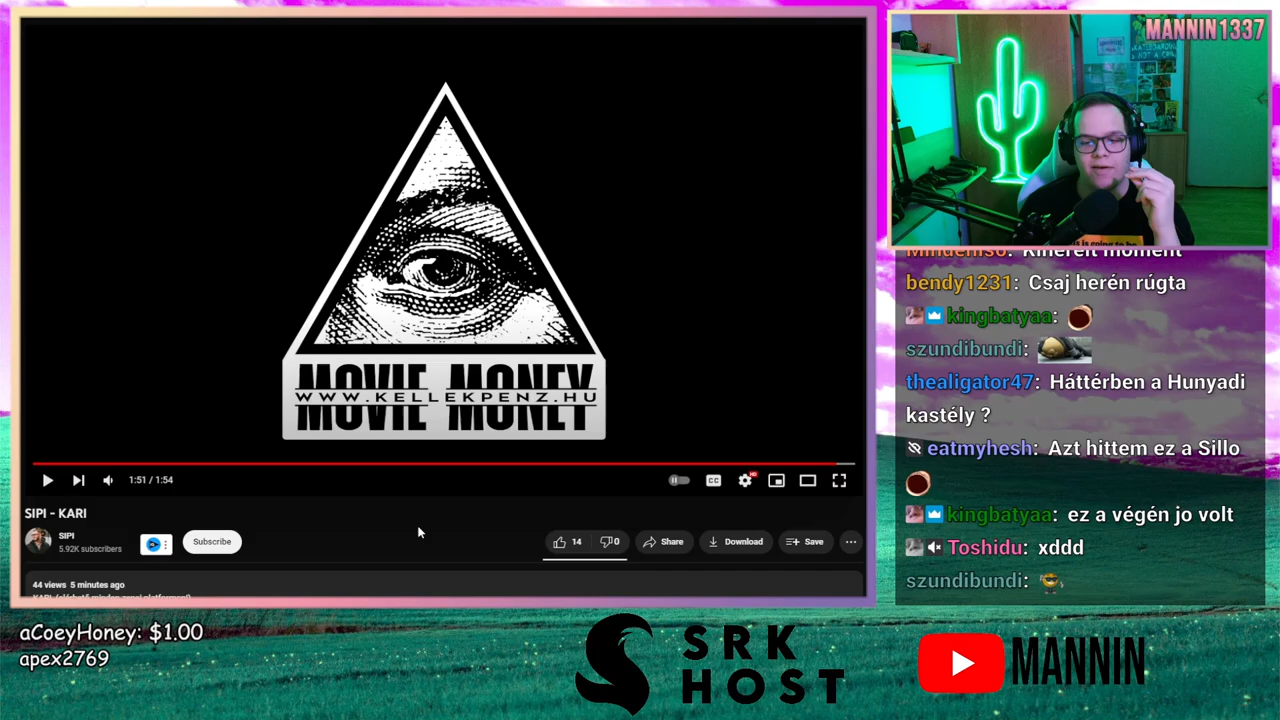 MOVIE MONEY
WWW.KELLEKPENZ.HU
1:51 / 1:54
CC
HD
SIPI - KARI
SIPI
5.92K subscribers
Subscribe
14
0
Share
Download
Save
44 views 5 minutes ago
MANNIN1337
bendy1231: Csaj herén rúgta
kingbatyaa:
szundibundi:
thealigator47: Háttérben a Hunyadi
kastély ?
eatmyhesh: Azt hittem ez a Sillo
kingbatyaa: ez a végén jo volt
Toshidu: xddd
szundibundi:
aCoeyHoney: $1.00
apex2769
SRK
HOST
MANNIN